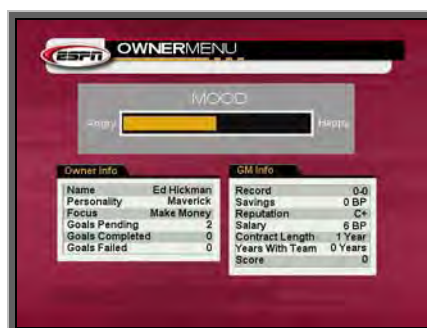 ESPN
OWNERMENU
MOOD
Angry
Happy
Owner Info
Name Ed Hickman
Personality Maverick
Focus Make Money
Goals Pending 2
Goals Completed 0
Goals Failed 0
GM Info
Record 0-0
Savings 0 BP
Reputation C+
Salary 6 BP
Contract Length 1 Year
Years With Team 0 Years
Score 0